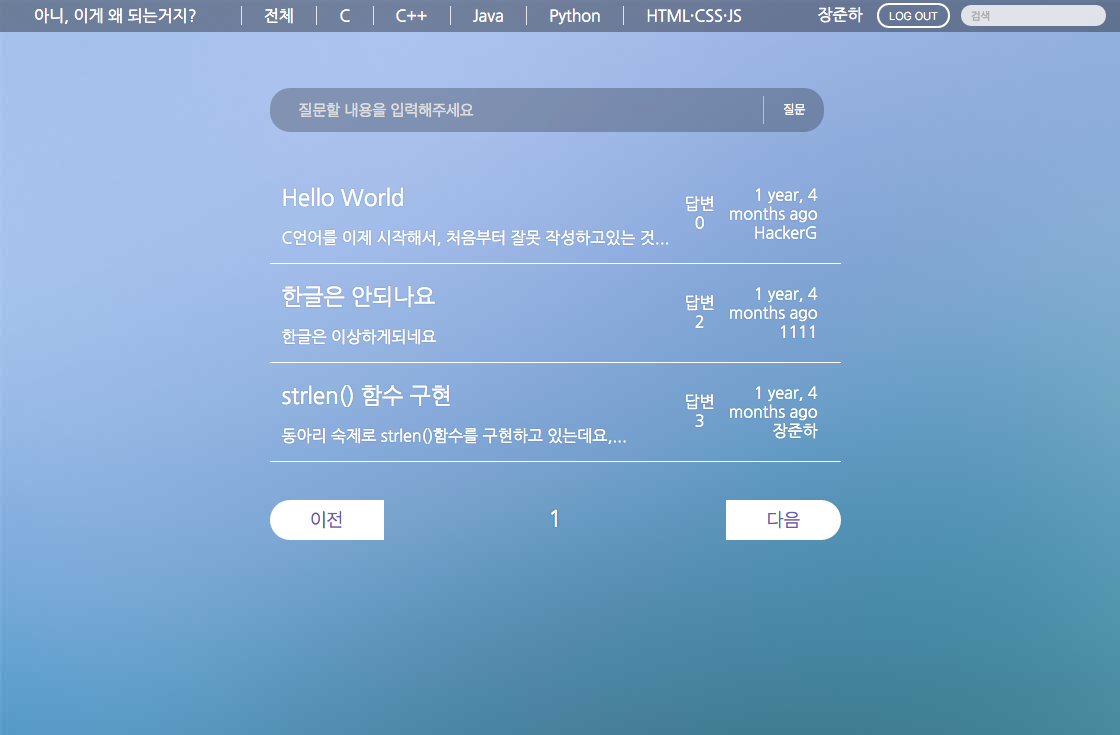 아니, 이게 왜 되는거지? 전체 C C++ Java Python HTML·CSS·JS 장준하 LOG OUT 검색
질문할 내용을 입력해주세요 질문
Hello World
C언어를 이제 시작해서, 처음부터 잘못 작성하고있는 것...
답변
0
1 year, 4
months ago
HackerG
한글은 안되나요
한글은 이상하게되네요
답변
2
1 year, 4
months ago
1111
strlen() 함수 구현
동아리 숙제로 strlen()함수를 구현하고 있는데요,...
답변
3
1 year, 4
months ago
장준하
이전 1 다음